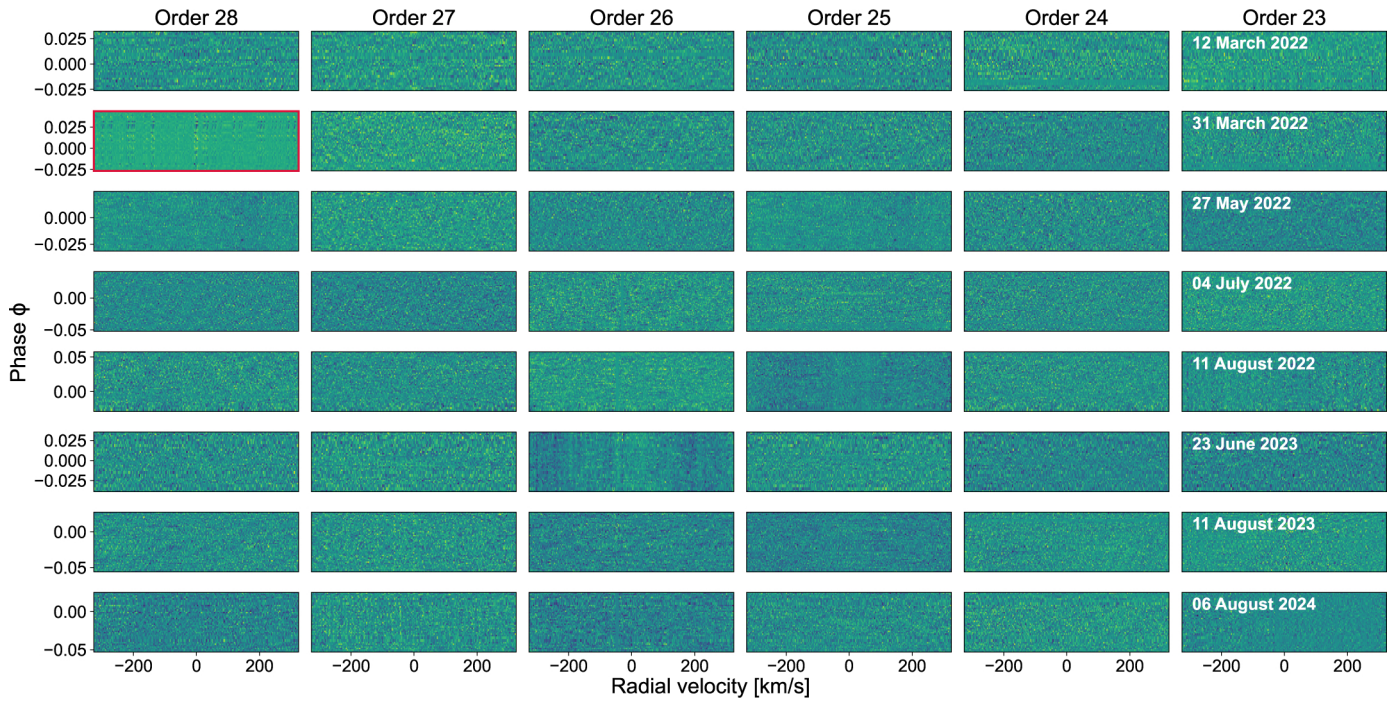 Order 28 Order 27 Order 26 Order 25 Order 24 Order 23
0.025
0.000
−0.025
12 March 2022
0.025
0.000
−0.025
31 March 2022
0.000
−0.025
27 May 2022
0.00
−0.05
04 July 2022
0.05
0.00
11 August 2022
0.025
0.000
−0.025
23 June 2023
0.00
−0.05
11 August 2023
0.00
−0.05
06 August 2024
Phase ϕ
−200 0 200 −200 0 200 −200 0 200 −200 0 200 −200 0 200 −200 0 200
Radial velocity [km/s]